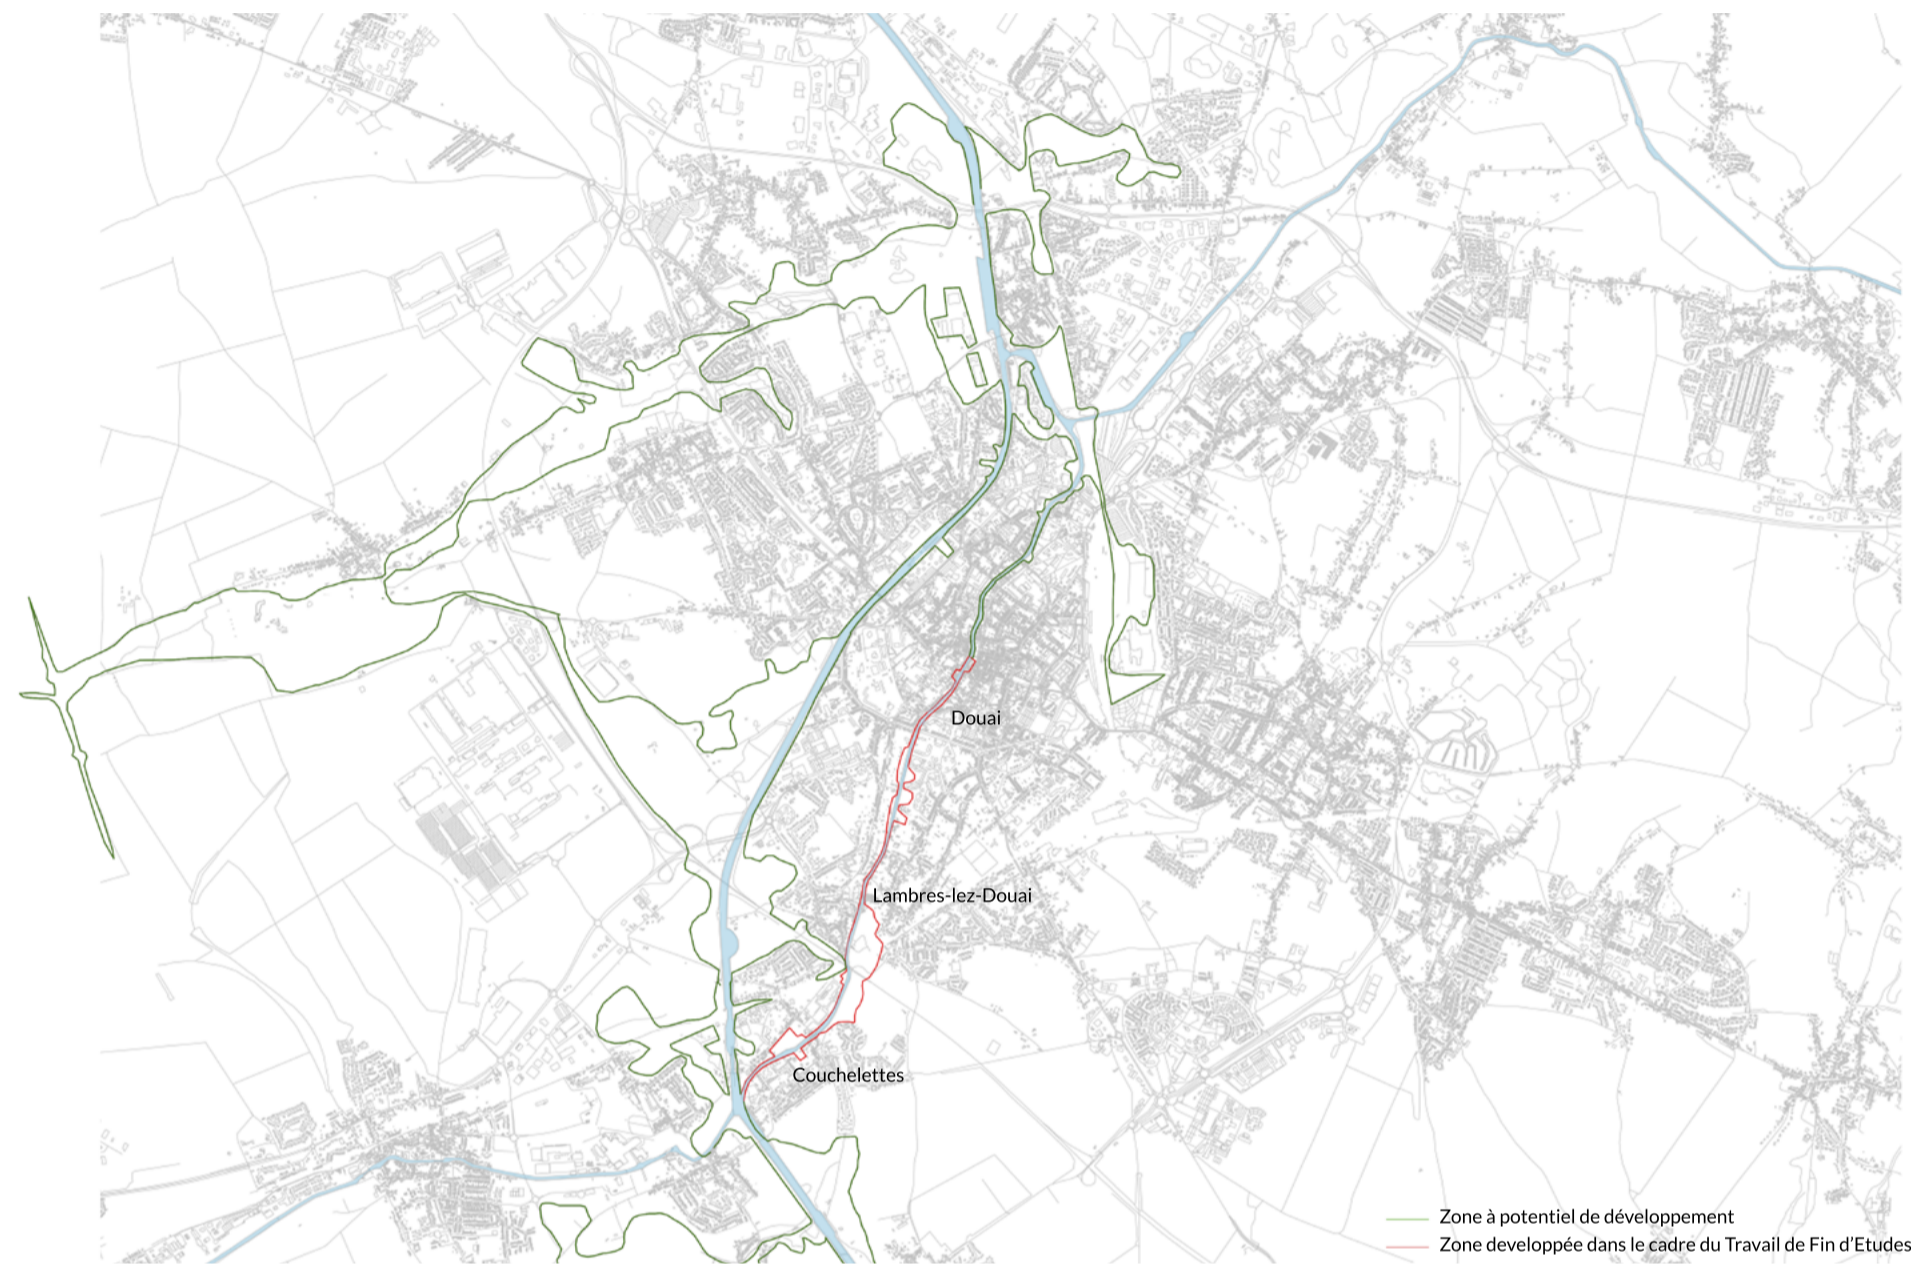 Douai
Lambres-lez-Douai
Couchelettes
Zone à potentiel de développement
Zone developpée dans le cadre du Travail de Fin d'Etudes